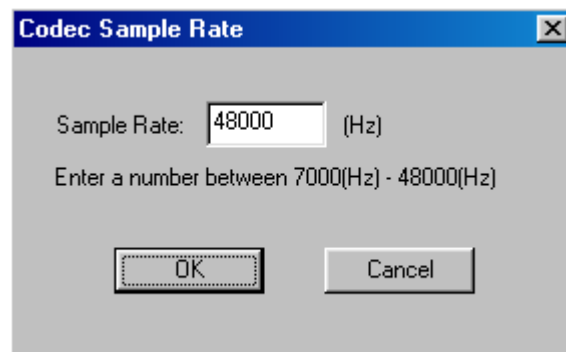 Codec Sample Rate
Sample Rate: 48000 (Hz)
Enter a number between 7000(Hz) - 48000(Hz)
OK Cancel